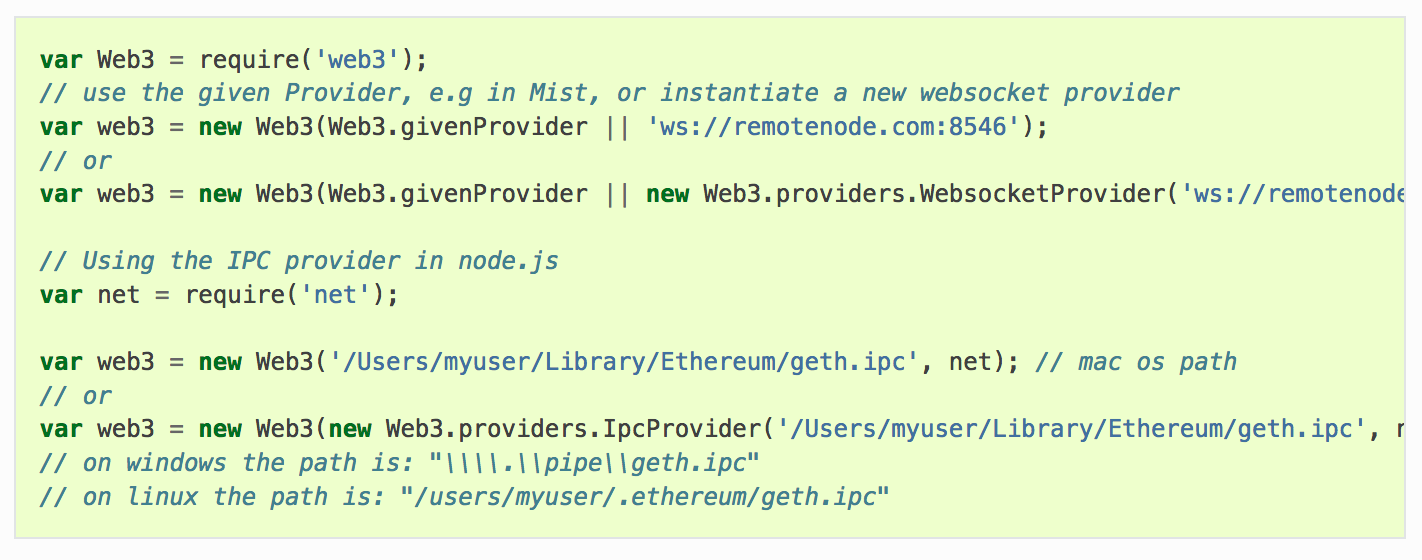 var Web3 = require('web3');
// use the given Provider, e.g in Mist, or instantiate a new websocket provider
var web3 = new Web3(Web3.givenProvider || 'ws://remotenode.com:8546');
// or
var web3 = new Web3(Web3.givenProvider || new Web3.providers.WebsocketProvider('ws://remotenode
// Using the IPC provider in node.js
var net = require('net');
var web3 = new Web3('/Users/myuser/Library/Ethereum/geth.ipc', net); // mac os path
// or
var web3 = new Web3(new Web3.providers.IpcProvider('/Users/myuser/Library/Ethereum/geth.ipc',
// on windows the path is: "\\\\.\\pipe\\geth.ipc"
// on linux the path is: "/users/myuser/.ethereum/geth.ipc"